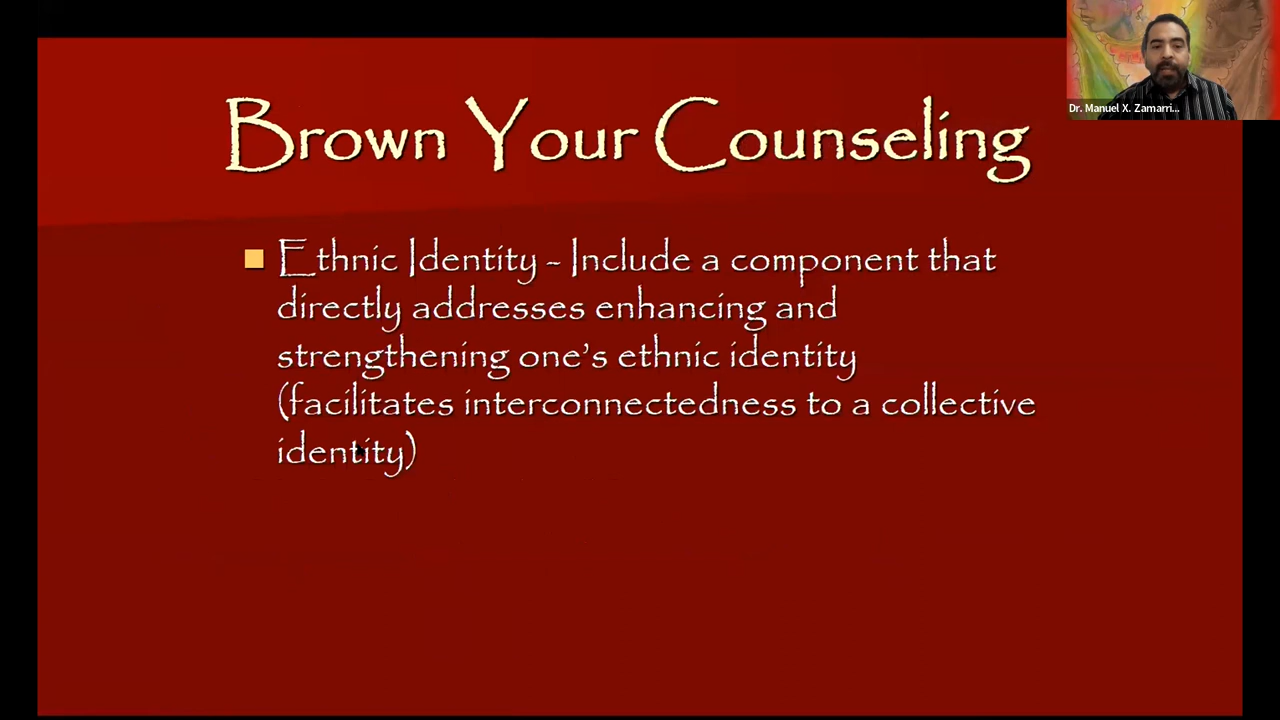 Brown Your Counseling
Dr. Manuel X. Zamarri...
Ethnic Identity - Include a component that
directly addresses enhancing and
strengthening one's ethnic identity
(facilitates interconnectedness to a collective
identity)